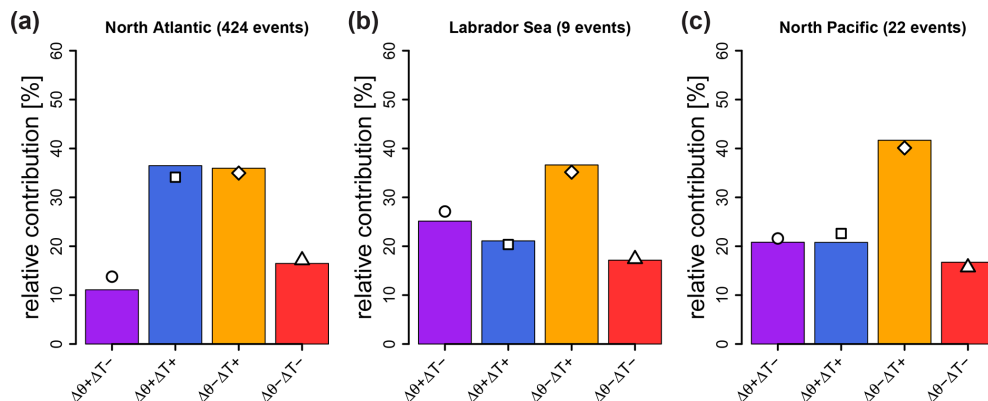 (a)
North Atlantic (424 events)
relative contribution [%]
0
10
20
30
40
50
60
Δθ+ΔT−
Δθ+ΔT+
Δθ−ΔT+
Δθ−ΔT−
(b)
Labrador Sea (9 events)
relative contribution [%]
0
10
20
30
40
50
60
Δθ+ΔT−
Δθ+ΔT+
Δθ−ΔT+
Δθ−ΔT−
(c)
North Pacific (22 events)
relative contribution [%]
0
10
20
30
40
50
60
Δθ+ΔT−
Δθ+ΔT+
Δθ−ΔT+
Δθ−ΔT−